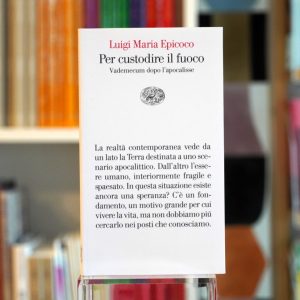 Luigi Maria Epicoco
Per custodire il fuoco
Vademecum dopo l'apocalisse
La realtà contemporanea vede da
un lato la Terra destinata a uno sce-
nario apocalittico. Dall'altro l'esse-
re umano, interiormente fragile e
spaesato. In questa situazione esiste
ancora una speranza? C'è un fon-
damento, un motivo grande per cui
vivere la vita, ma non dobbiamo piú
cercarlo nei posti che conosciamo.